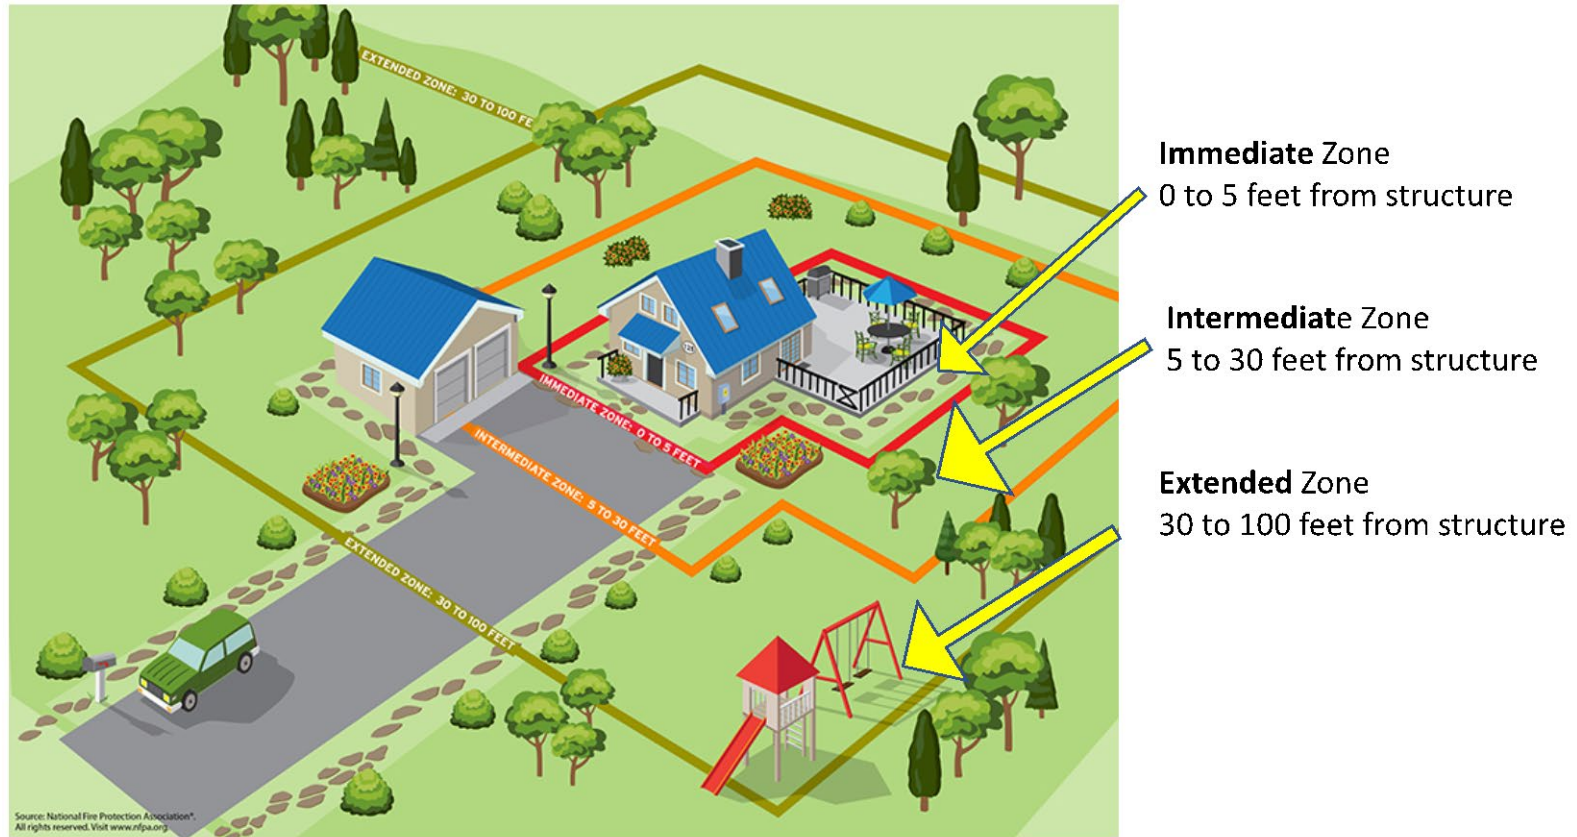 EXTENDED ZONE: 30 TO 100 FE
Immediate Zone
0 to 5 feet from structure
Intermediate Zone
5 to 30 feet from structure
IMMEDIATE ZONE: 0 TO 5 FEET
INTERMEDIATE ZONE: 5 TO 30 FEET
Extended Zone
30 to 100 feet from structure
EXTENDED ZONE: 30 TO 100 FEET
Source: National Fire Protection Association®.
All rights reserved. Visit www.nfpa.org